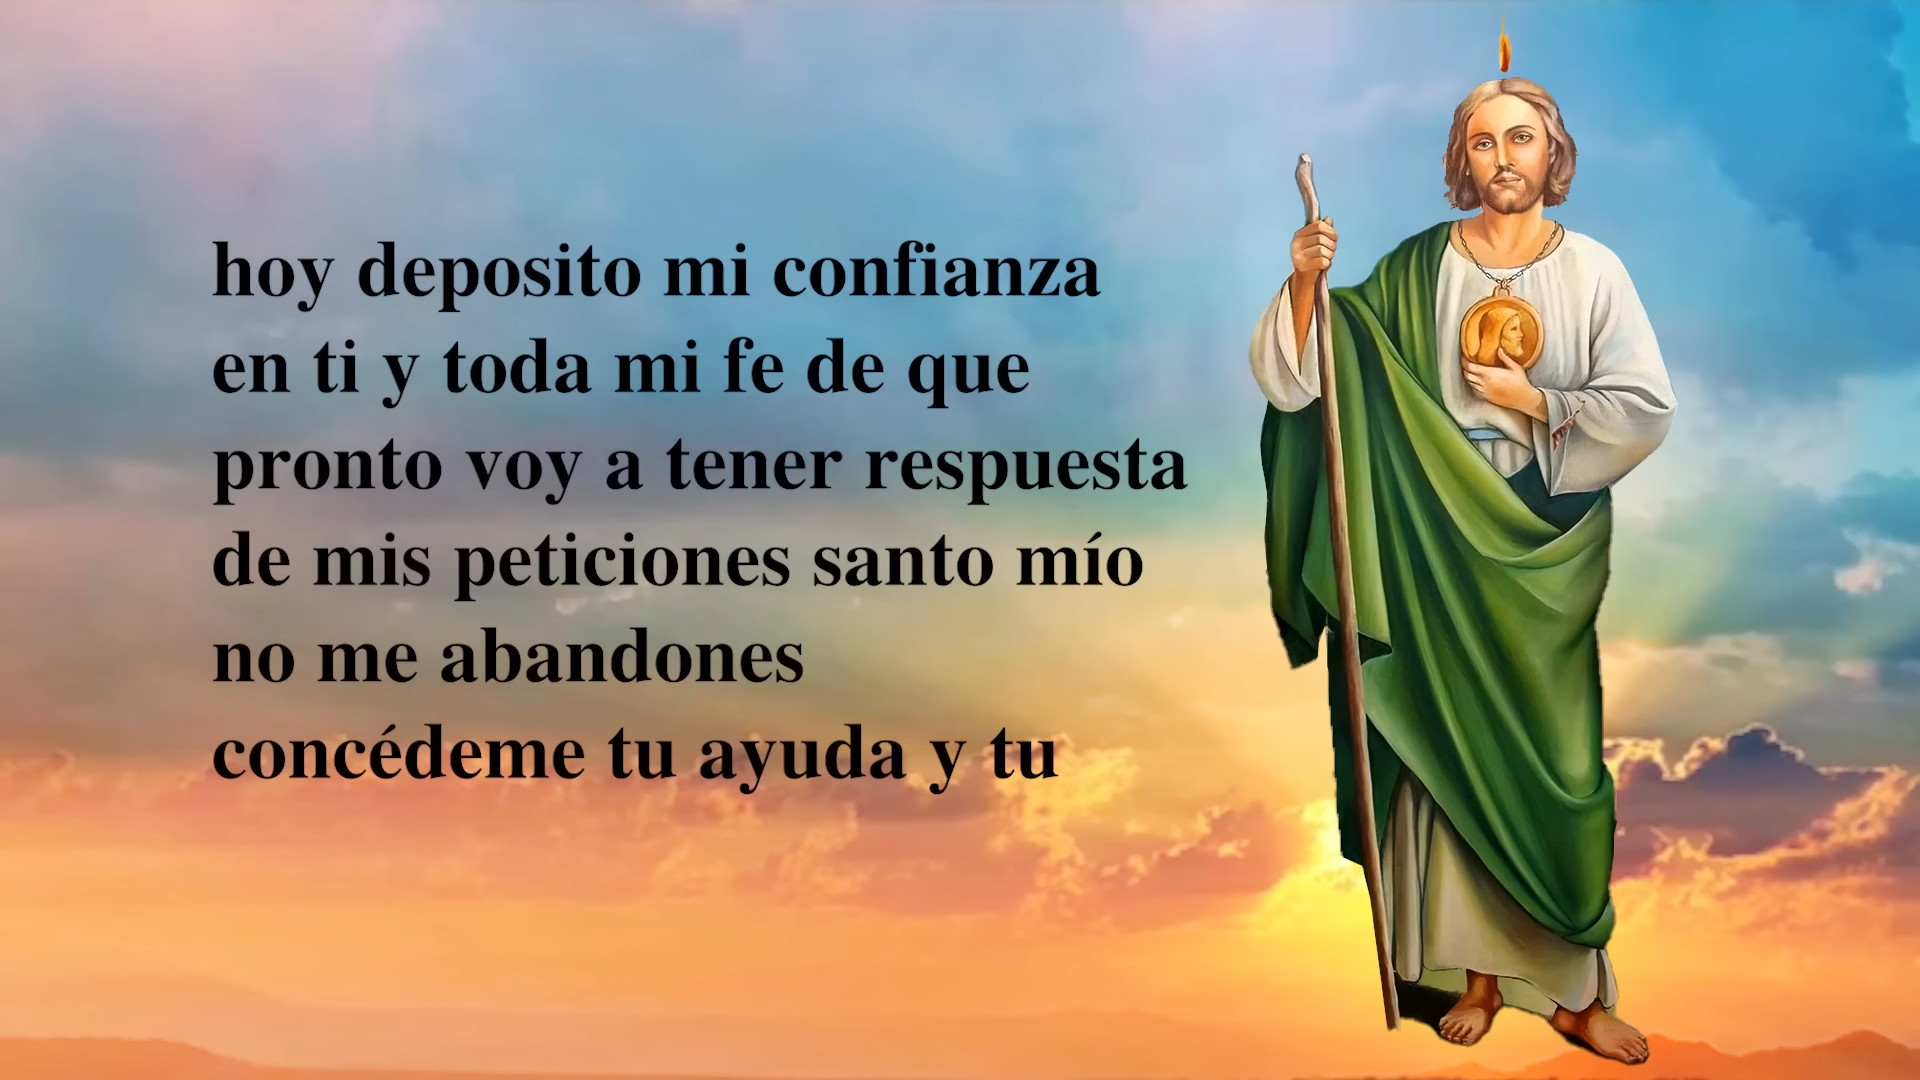 hoy deposito mi confianza
en ti y toda mi fe de que
pronto voy a tener respuesta
de mis peticiones santo mío
no me abandones
concédeme tu ayuda y tu